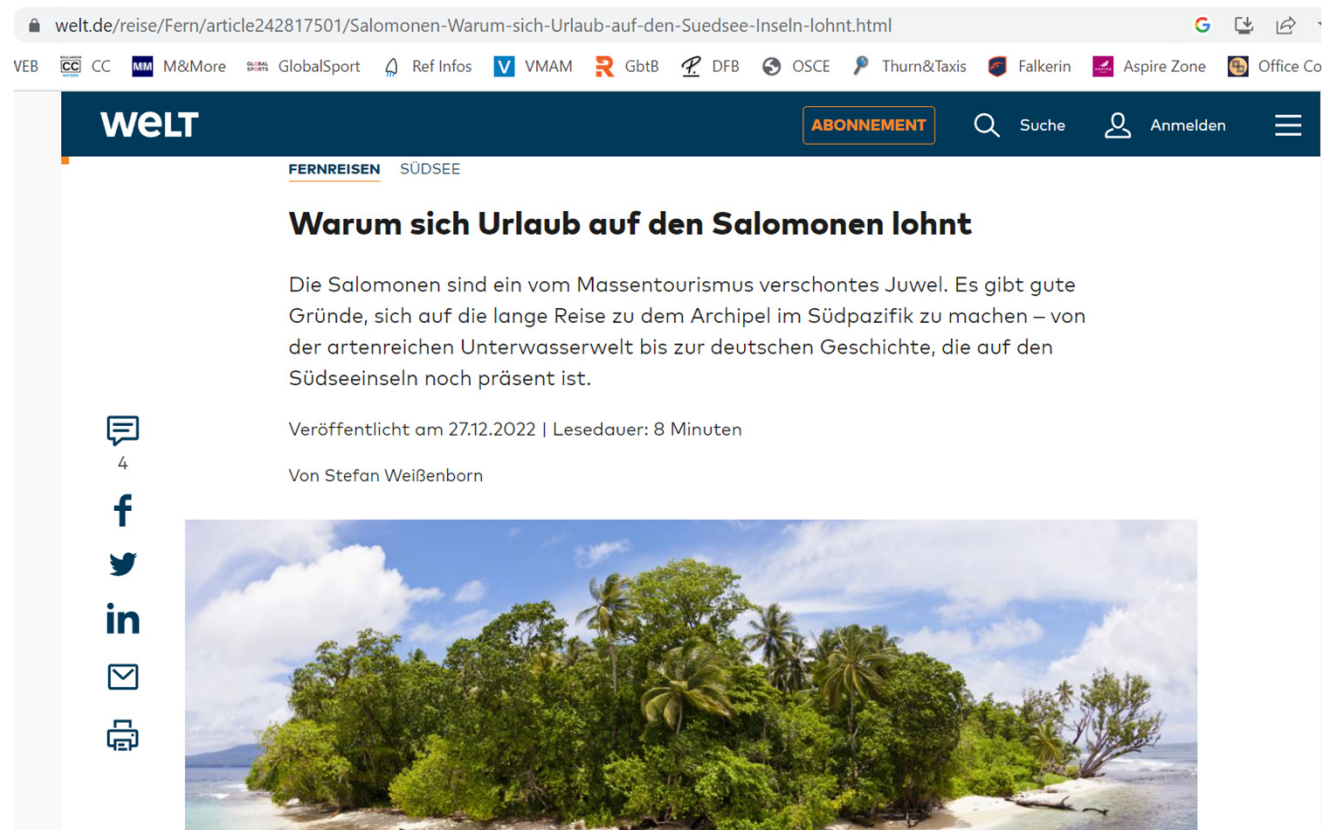 welt.de/reise/Fern/article242817501/Salomonen-Warum-sich-Urlaub-auf-den-Suedsee-Inseln-lohnt.html
VEB CC CC MM M&More GLOBAL SPORTS GlobalSport Ref Infos V VMAM R GbtB P. DFB OSCE Thurn&Taxis Falkerin Aspire Zone Office Co
WELT ABONNEMENT Suche Anmelden
FERNREISEN SÜDSEE
Warum sich Urlaub auf den Salomonen lohnt
Die Salomonen sind ein vom Massentourismus verschontes Juwel. Es gibt gute
Gründe, sich auf die lange Reise zu dem Archipel im Südpazifik zu machen – von
der artenreichen Unterwasserwelt bis zur deutschen Geschichte, die auf den
Südseeinseln noch präsent ist.
Veröffentlicht am 27.12.2022 | Lesedauer: 8 Minuten
4
Von Stefan Weißenborn